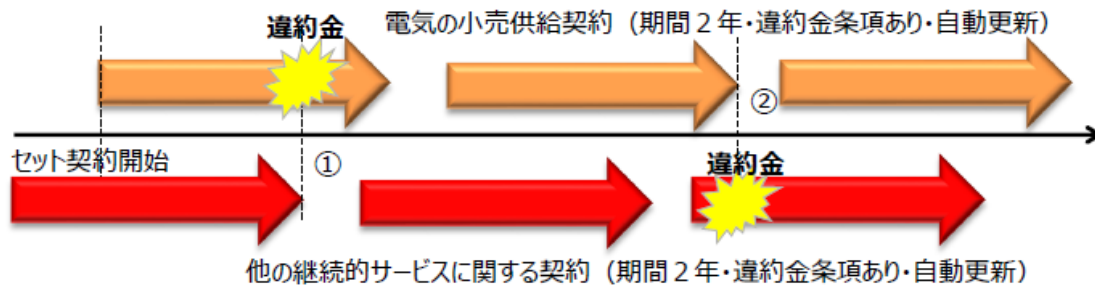 違約金
電気の小売供給契約（期間２年・違約金条項あり・自動更新）
②
セット契約開始
①
違約金
他の継続的サービスに関する契約（期間２年・違約金条項あり・自動更新）